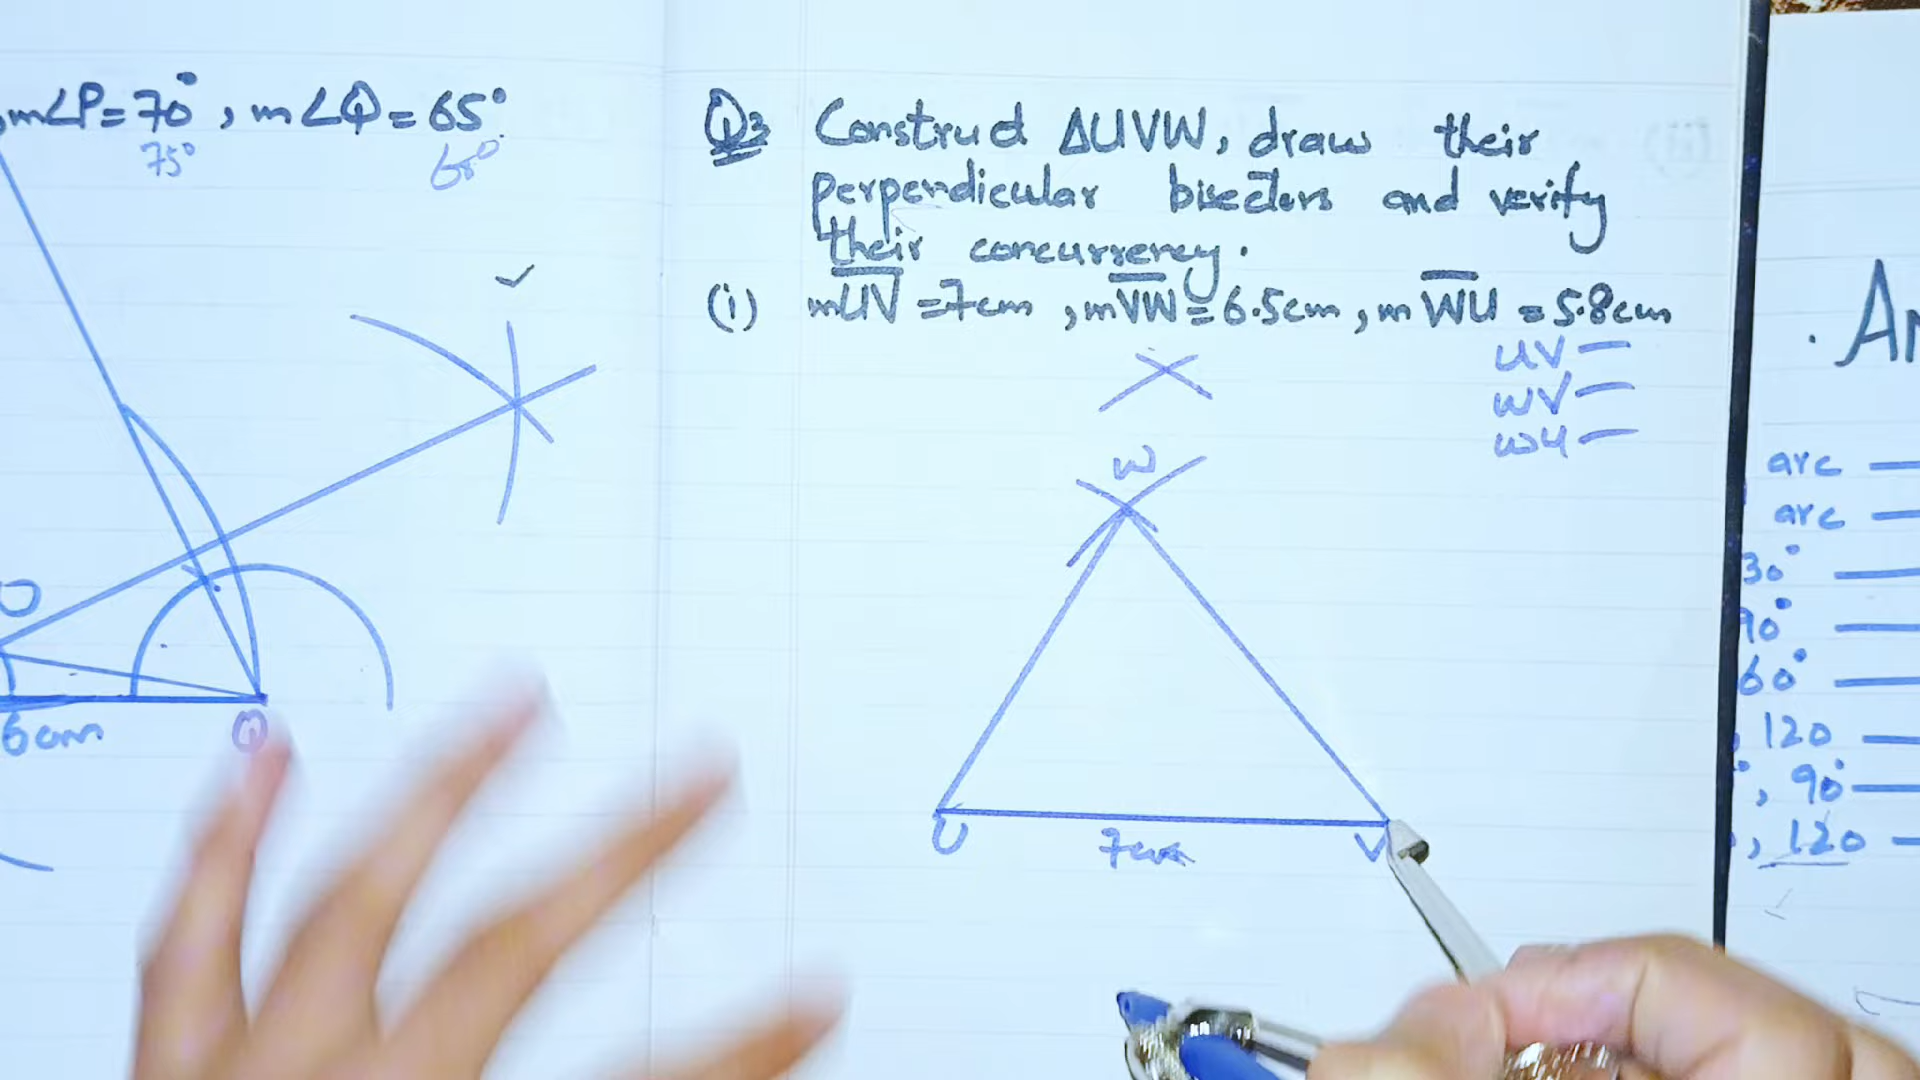 m∠P=70°, m∠Q=65°
75° 65°
Q3 Construct ΔUVW, draw their
perpendicular bisectors and verify
their concurrency.
(i) mUV=7cm, mVW=6.5cm, mWU=5.8cm
UV—
WV—
WU—
W
U
V
7cm
O
Q
6cm
arc —
arc —
30° —
90° —
60° —
, 120 —
°, 90° —
, 120 —